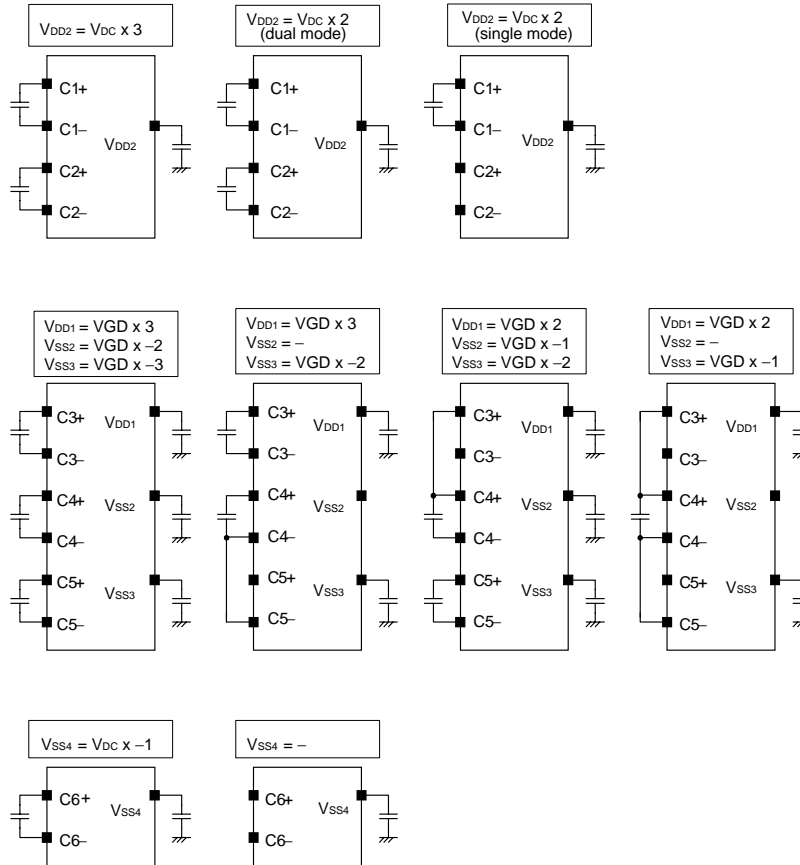 VDD2 = VDC x 3
C1+
C1–
C2+
C2–
VDD2
VDD2 = VDC x 2
(dual mode)
C1+
C1–
C2+
C2–
VDD2
VDD2 = VDC x 2
(single mode)
C1+
C1–
C2+
C2–
VDD2
VDD1 = VGD x 3
VSS2 = VGD x –2
VSS3 = VGD x –3
C3+
VDD1
C3–
C4+
VSS2
C4–
C5+
VSS3
C5–
VDD1 = VGD x 3
VSS2 = –
VSS3 = VGD x –2
C3+
VDD1
C3–
C4+
VSS2
C4–
C5+
VSS3
C5–
VDD1 = VGD x 2
VSS2 = VGD x –1
VSS3 = VGD x –2
C3+
VDD1
C3–
C4+
VSS2
C4–
C5+
VSS3
C5–
VDD1 = VGD x 2
VSS2 = –
VSS3 = VGD x –1
C3+
VDD1
C3–
C4+
VSS2
C4–
C5+
VSS3
C5–
VSS4 = VDC x –1
C6+
VSS4
C6–
VSS4 = –
C6+
VSS4
C6–